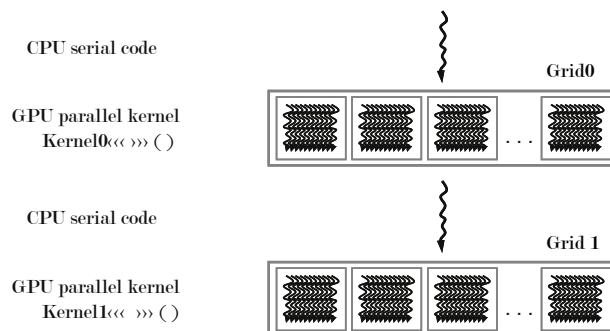 CPU serial code
Grid0
GPU parallel kernel
Kernel0‹‹‹ ›››( )
. . .
CPU serial code
Grid 1
GPU parallel kernel
Kernel1‹‹‹ ›››( )
. . .